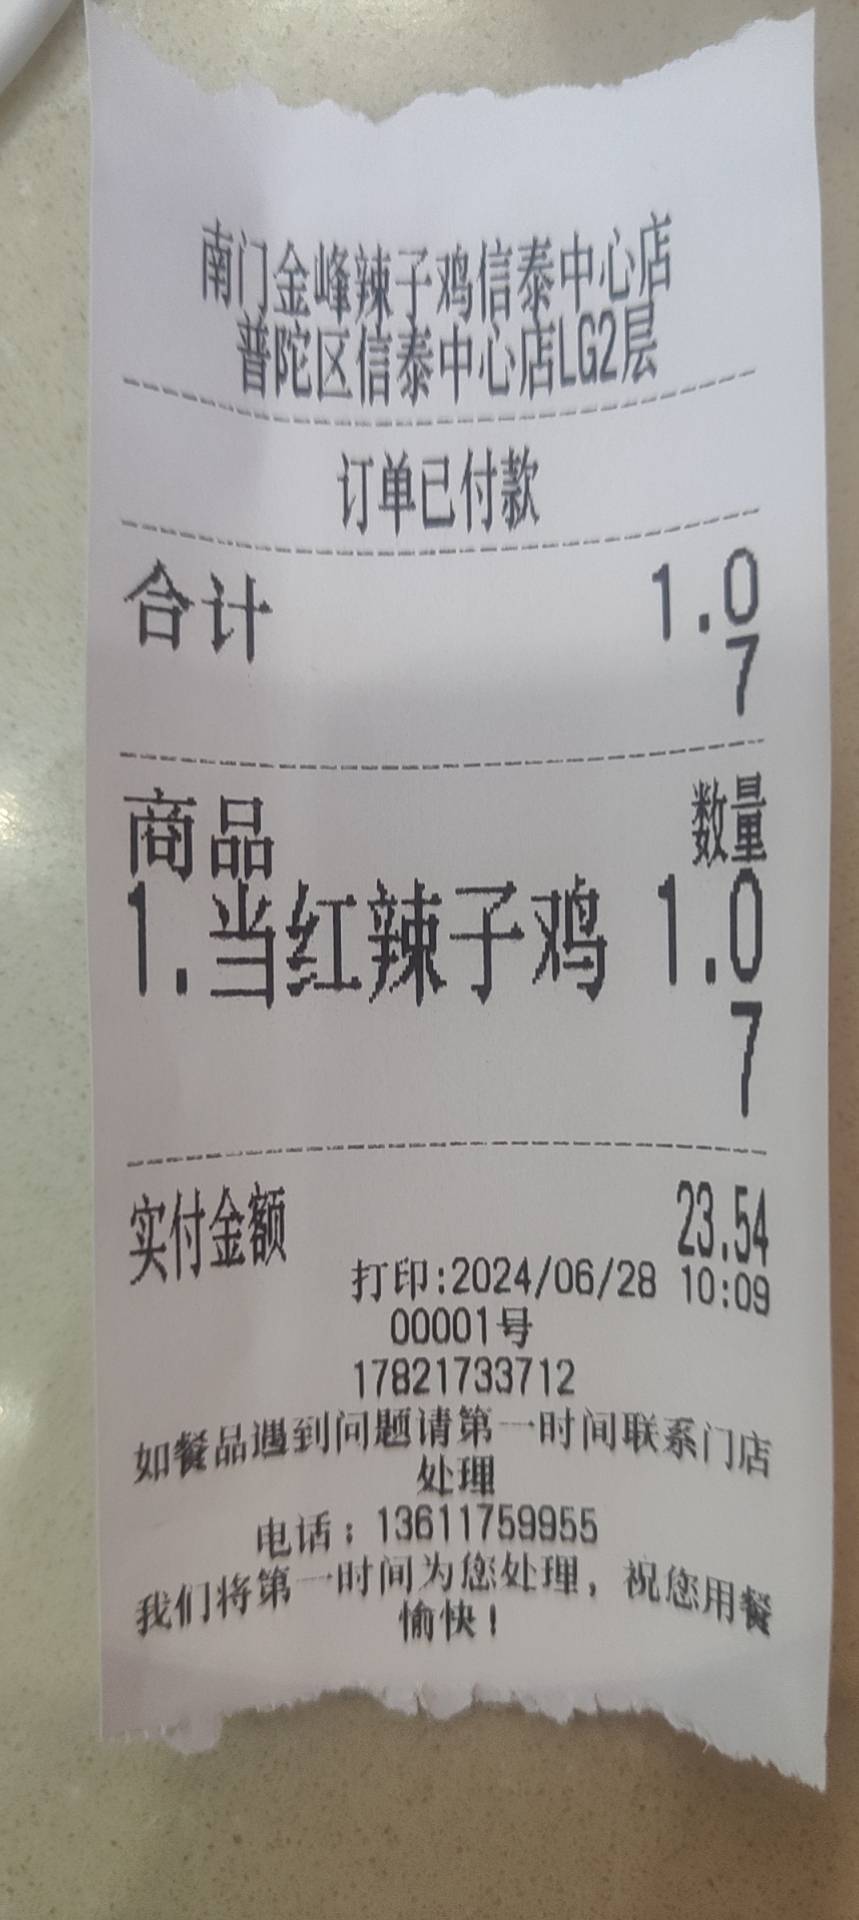 南门金峰辣子鸡信泰中心店
普陀区信泰中心店LG2层
订单已付款
合计 1.0
7
商品 数量
1.当红辣子鸡 1.0
7
实付金额 23.54
打印:2024/06/28 10:09
00001号
17821733712
如餐品遇到问题请第一时间联系门店
处理
电话：13611759955
我们将第一时间为您处理，祝您用餐
愉快！